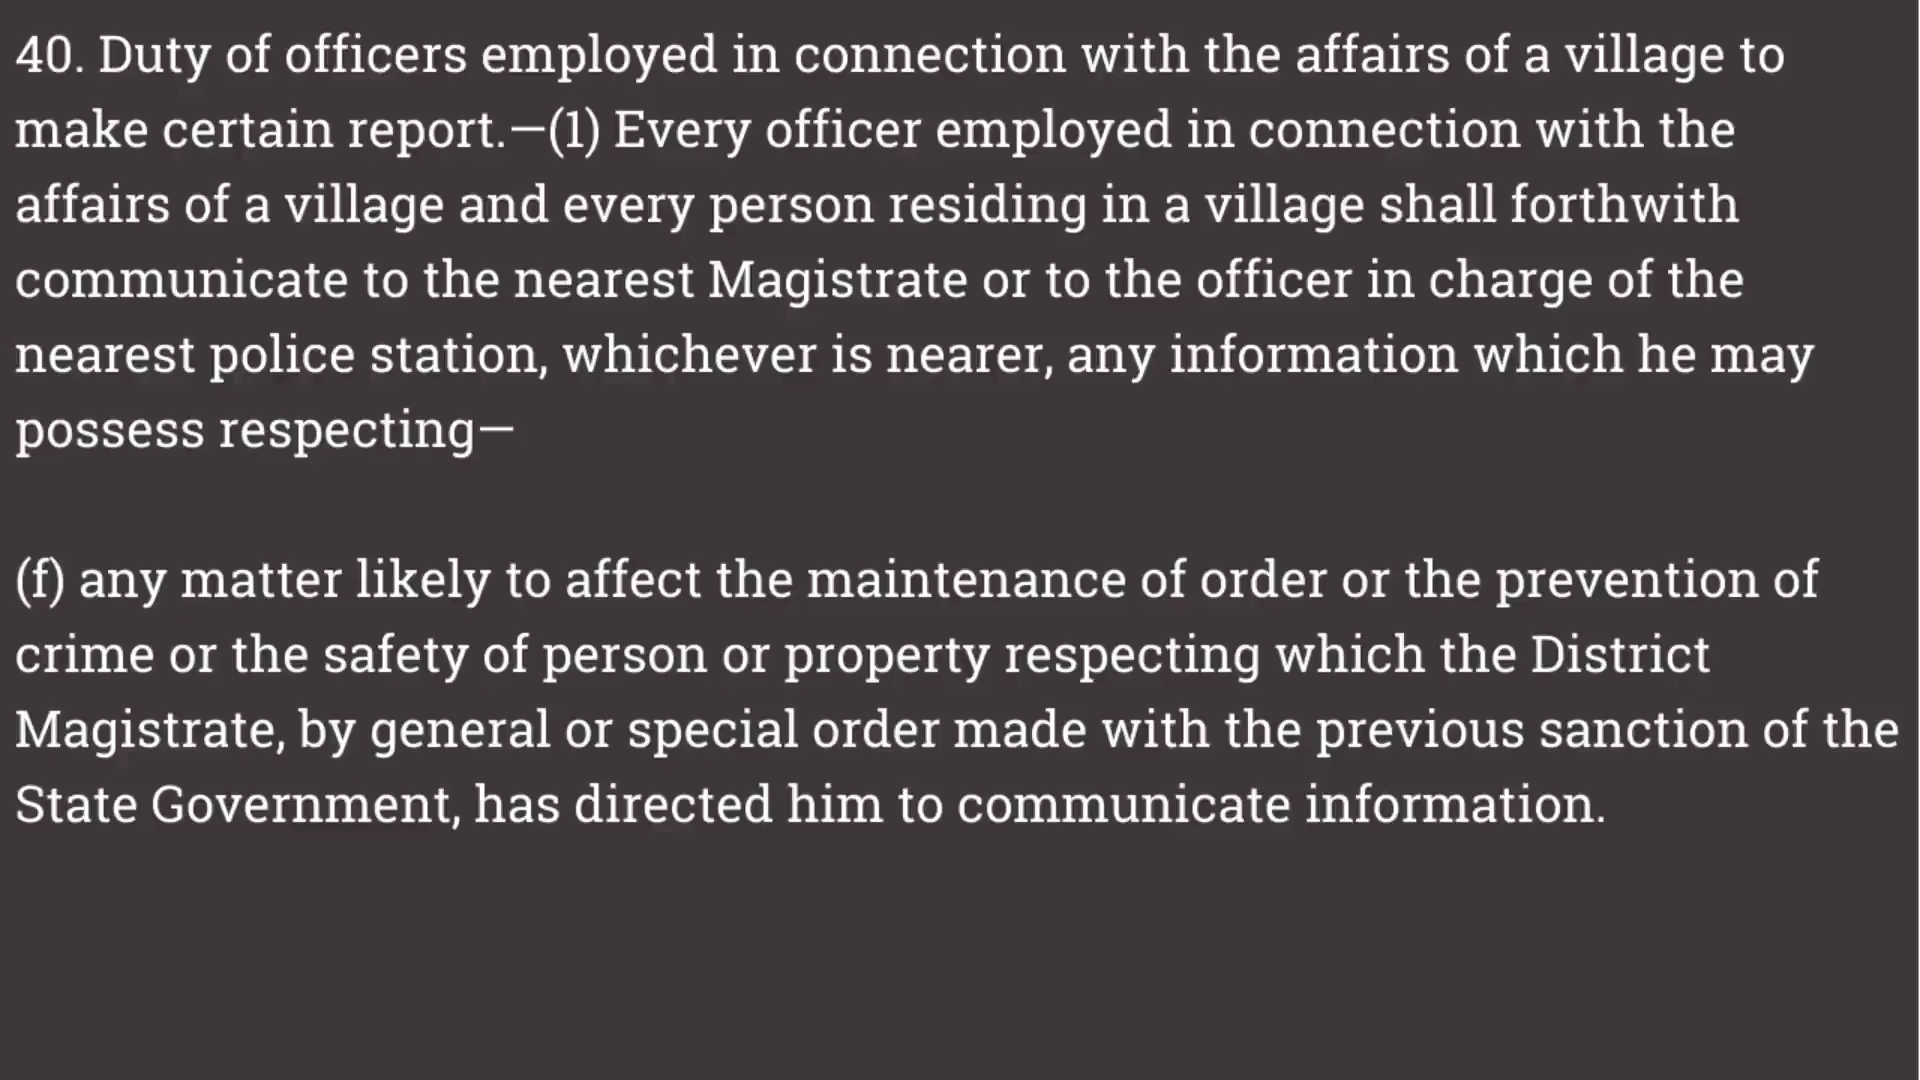 40. Duty of officers employed in connection with the affairs of a village to
make certain report.—(1) Every officer employed in connection with the
affairs of a village and every person residing in a village shall forthwith
communicate to the nearest Magistrate or to the officer in charge of the
nearest police station, whichever is nearer, any information which he may
possess respecting—
(f) any matter likely to affect the maintenance of order or the prevention of
crime or the safety of person or property respecting which the District
Magistrate, by general or special order made with the previous sanction of the
State Government, has directed him to communicate information.